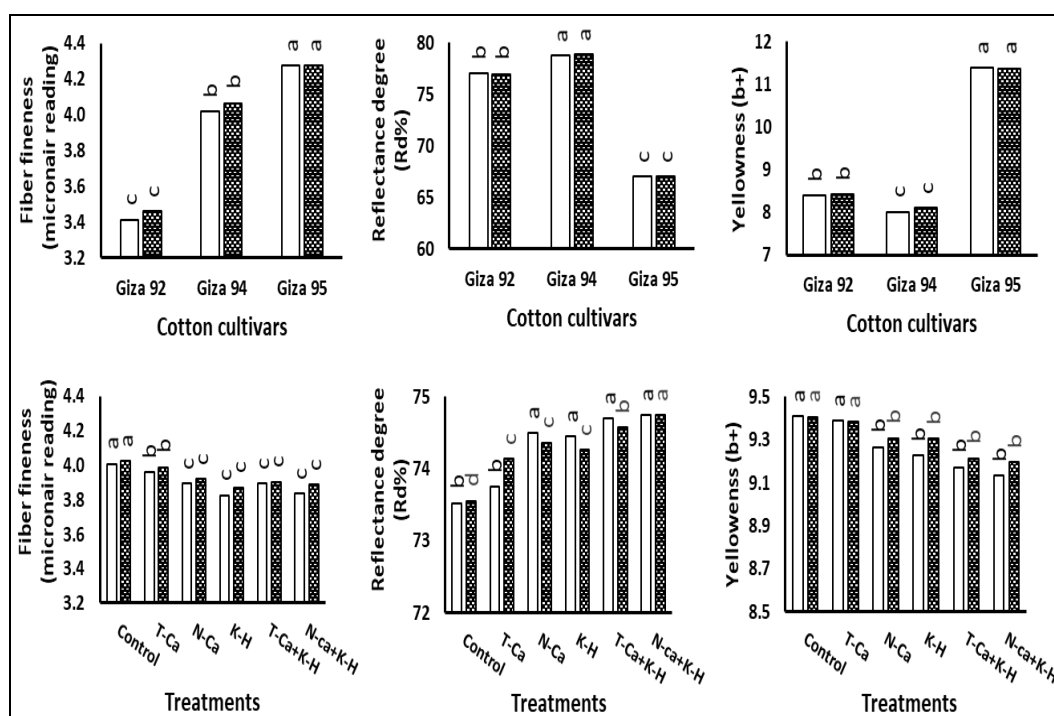 Fiber fineness
(micronair reading)
4.4
4.2
4.0
3.8
3.6
3.4
3.2
c c b b a a
Giza 92 Giza 94 Giza 95
Cotton cultivars
Reflectance degree
(Rd%)
80
75
70
65
60
b b a a c c
Giza 92 Giza 94 Giza 95
Cotton cultivars
Yellowness (b+)
12
11
10
9
8
7
b b c c a a
Giza 92 Giza 94 Giza 95
Cotton cultivars
Fiber fineness
(micronair reading)
4.4
4.2
4.0
3.8
3.6
3.4
3.2
a a b b c c c c c c c c
Control T-Ca N-Ca K-H T-Ca+K-H N-ca+K-H
Treatments
Reflectance degree
(Rd%)
75
74
73
72
b d b c a c a c a b a a
Control T-Ca N-Ca K-H T-Ca+K-H N-ca+K-H
Treatments
Yellowenss (b+)
9.5
9.3
9.1
8.9
8.7
8.5
a a a a b b b b b b b b
Control T-Ca N-Ca K-H T-Ca+K-H N-ca+K-H
Treatments